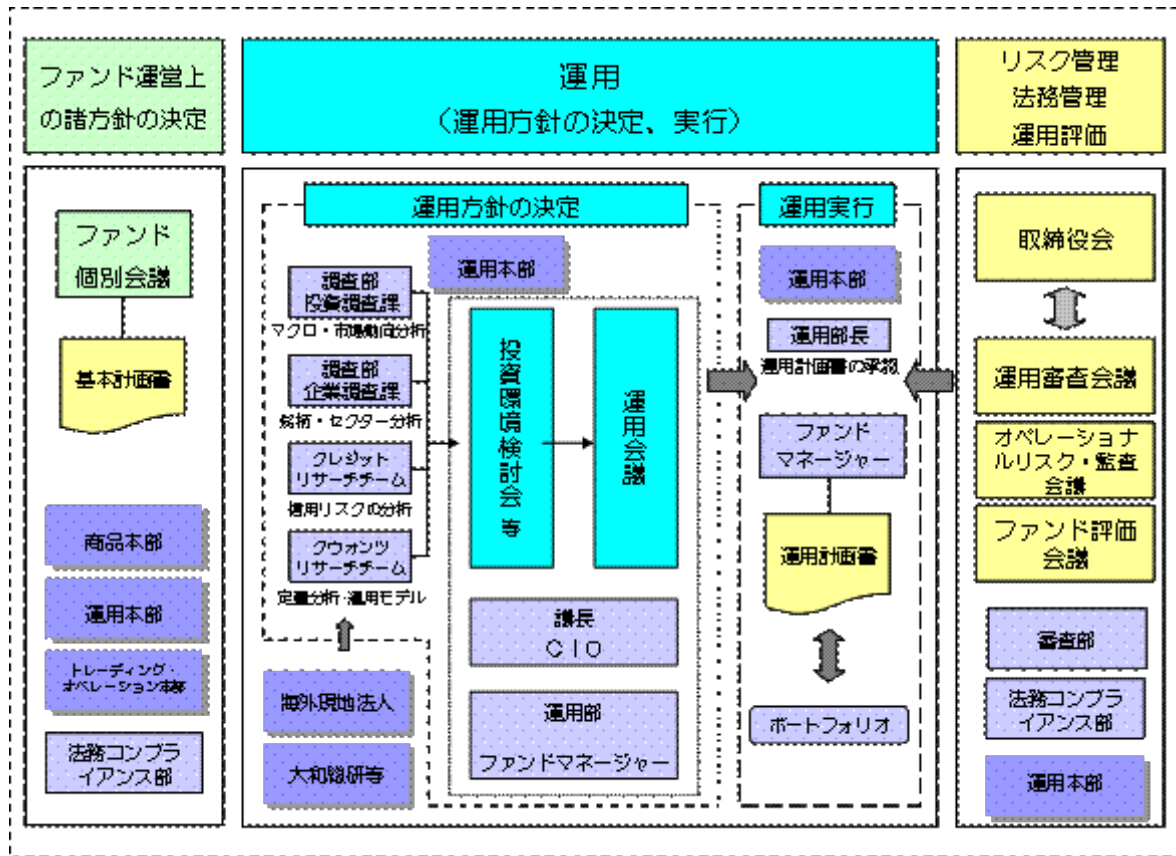 ファンド運営上
の諸方針の決定
運用
（運用方針の決定、実行）
リスク管理
法務管理
運用評価
ファンド
個別会議
基本計画書
商品本部
運用本部
トレーディング・
オペレーション本部
法務コンプラ
イアンス部
運用方針の決定
運用本部
調査部
投資調査課
マクロ・市場動向分析
調査部
企業調査課
銘柄・セクター分析
クレジット
リサーチチーム
信用リスクの分析
クウォンツ
リサーチチーム
定量分析・運用モデル
海外現地法人
大和総研等
投資環境検討会 等
運用会議
議長
ＣＩＯ
運用部
ファンドマネージャー
運用実行
運用本部
運用部長
運用計画書の承認
ファンド
マネージャー
運用計画書
ポートフォリオ
取締役会
運用審査会議
オペレーショナ
ルリスク・監査
会議
ファンド評価
会議
審査部
法務コンプラ
イアンス部
運用本部